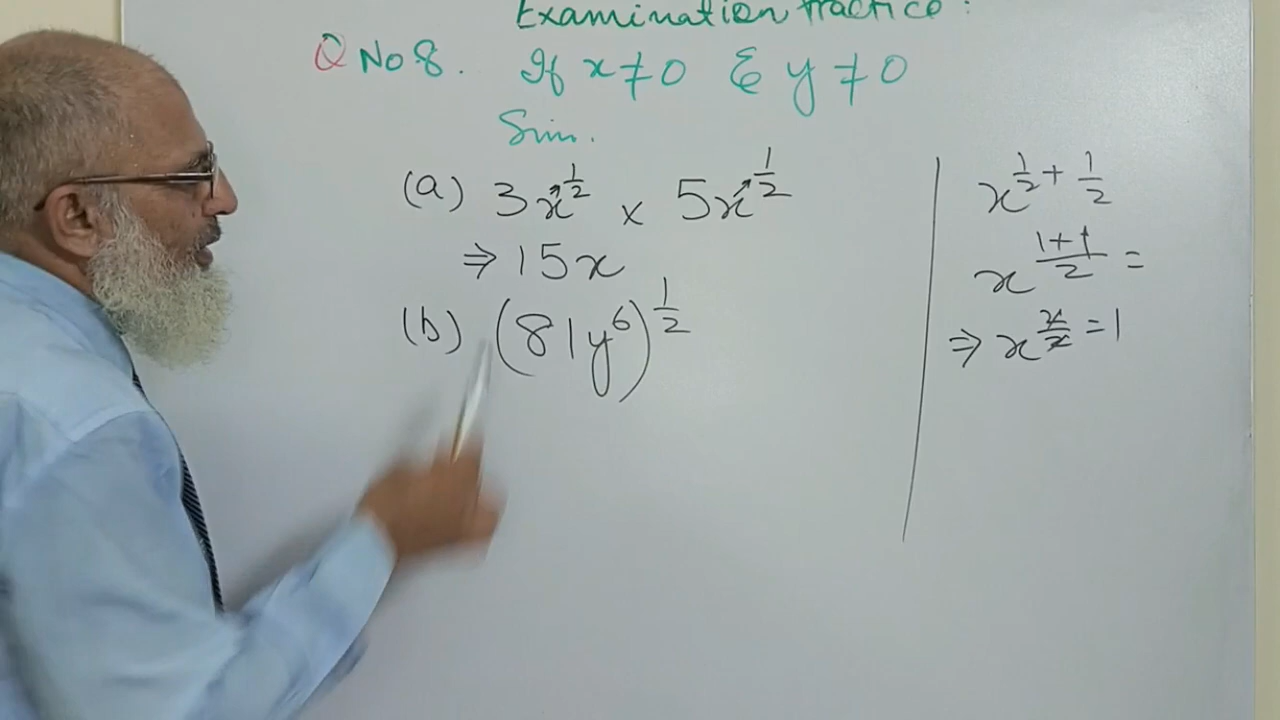 Examination Practice:
Q No 8. If x ≠ 0 & y ≠ 0
Sim.
(a) 3x^{1/2} × 5x^{1/2}
⇒ 15x
(b) (81y^6)^{1/2}
x^{1/2 + 1/2}
x^{(1+1)/2} =
⇒ x^{2/2} = 1